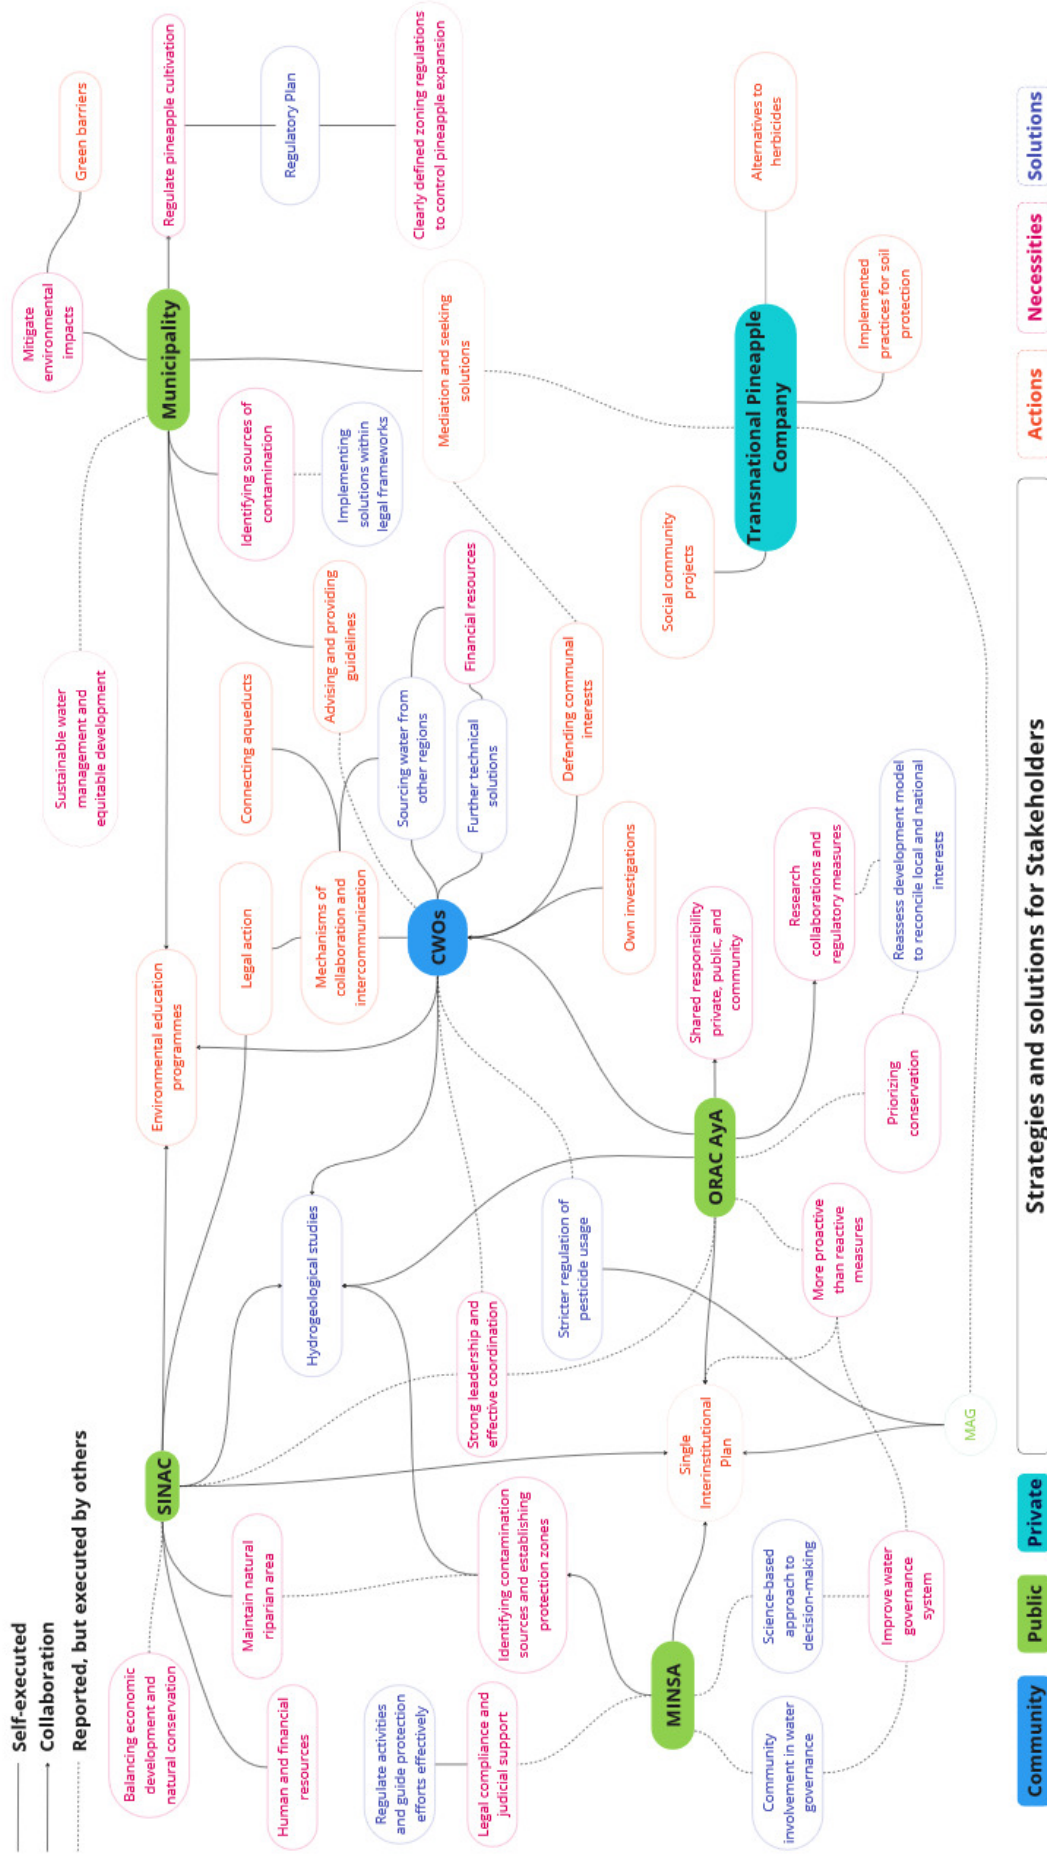 Self-executed
Collaboration
Reported, but executed by others
Balancing economic
development and
natural conservation
Human and financial
resources
Maintain natural
riparian area
SINAC
Regulate activities
and guide protection
efforts effectively
Legal compliance and
judicial support
Identifying contamination
sources and establishing
protection zones
MINSA
Community
involvement in water
governance
Science-based
approach to
decision-making
Improve water
governance
system
Single
Interinstitutional
Plan
MAG
Strong leadership and
effective coordination
Hydrogeological studies
Stricter regulation of
pesticide usage
More proactive
than reactive
measures
ORAC AyA
Prioritizing
conservation
Shared responsibility
private, public, and
community
Research
collaborations and
regulatory measures
Reassess development model
to reconcile local and national
interests
Environmental education
programmes
Legal action
Mechanisms of
collaboration and
intercommunication
CWOs
Own investigations
Connecting aqueducts
Sourcing water from
other regions
Further technical
solutions
Financial resources
Defending communal
interests
Advising and providing
guidelines
Sustainable water
management and
equitable development
Identifying sources of
contamination
Implementing
solutions within
legal frameworks
Municipality
Mitigate
environmental
impacts
Green barriers
Regulate pineapple cultivation
Regulatory Plan
Clearly defined zoning regulations
to control pineapple expansion
Mediation and seeking
solutions
Social community
projects
Transnational Pineapple
Company
Implemented
practices for soil
protection
Alternatives to
herbicides
Community
Public
Private
Strategies and solutions for Stakeholders
Actions
Necessities
Solutions